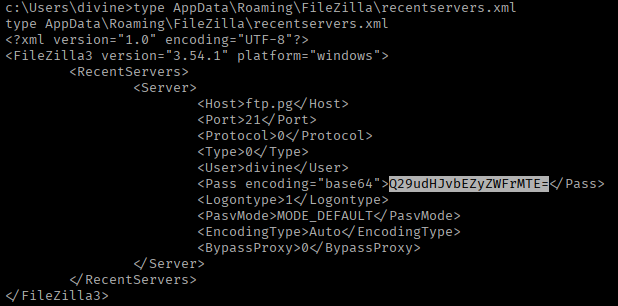 c:\Users\divine>type AppData\Roaming\FileZilla\recentservers.xml
type AppData\Roaming\FileZilla\recentservers.xml
<?xml version="1.0" encoding="UTF-8"?>
<FileZilla3 version="3.54.1" platform="windows">
<RecentServers>
<Server>
<Host>ftp.pg</Host>
<Port>21</Port>
<Protocol>0</Protocol>
<Type>0</Type>
<User>divine</User>
<Pass encoding="base64">Q29udHJvbEZyZWFrMTE=</Pass>
<Logontype>1</Logontype>
<PasvMode>MODE_DEFAULT</PasvMode>
<EncodingType>Auto</EncodingType>
<BypassProxy>0</BypassProxy>
</Server>
</RecentServers>
</FileZilla3>